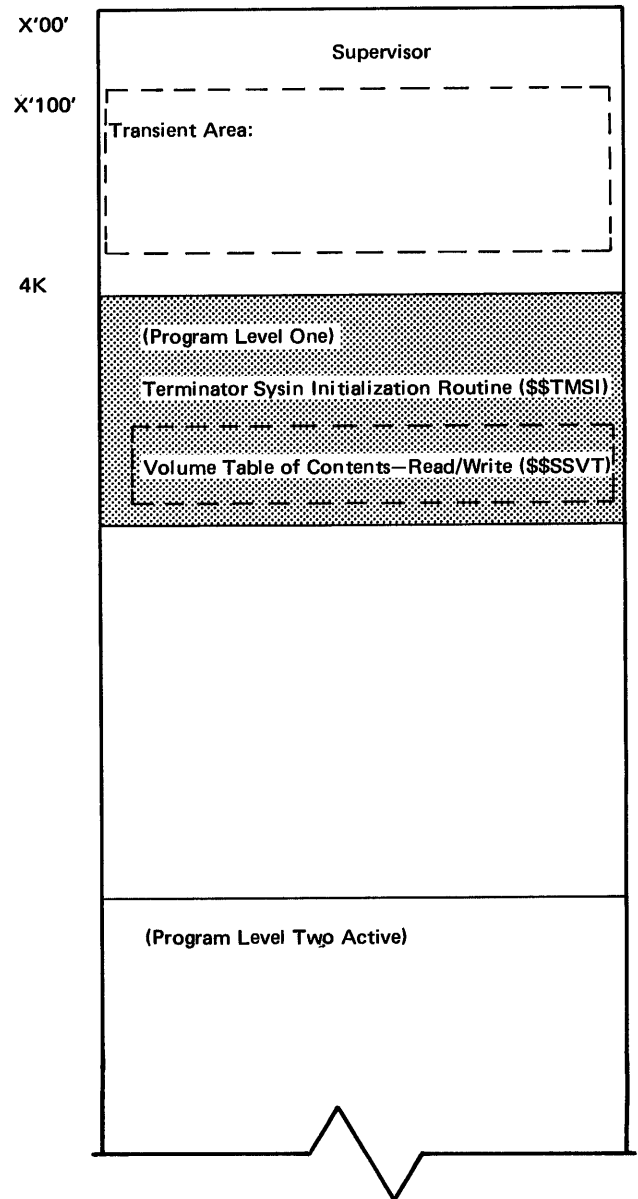 X'00'
Supervisor
X'100'
Transient Area:
4K
(Program Level One)
Terminator Sysin Initialization Routine ($$TMSI)
Volume Table of Contents—Read/Write ($$SSVT)
(Program Level Two Active)